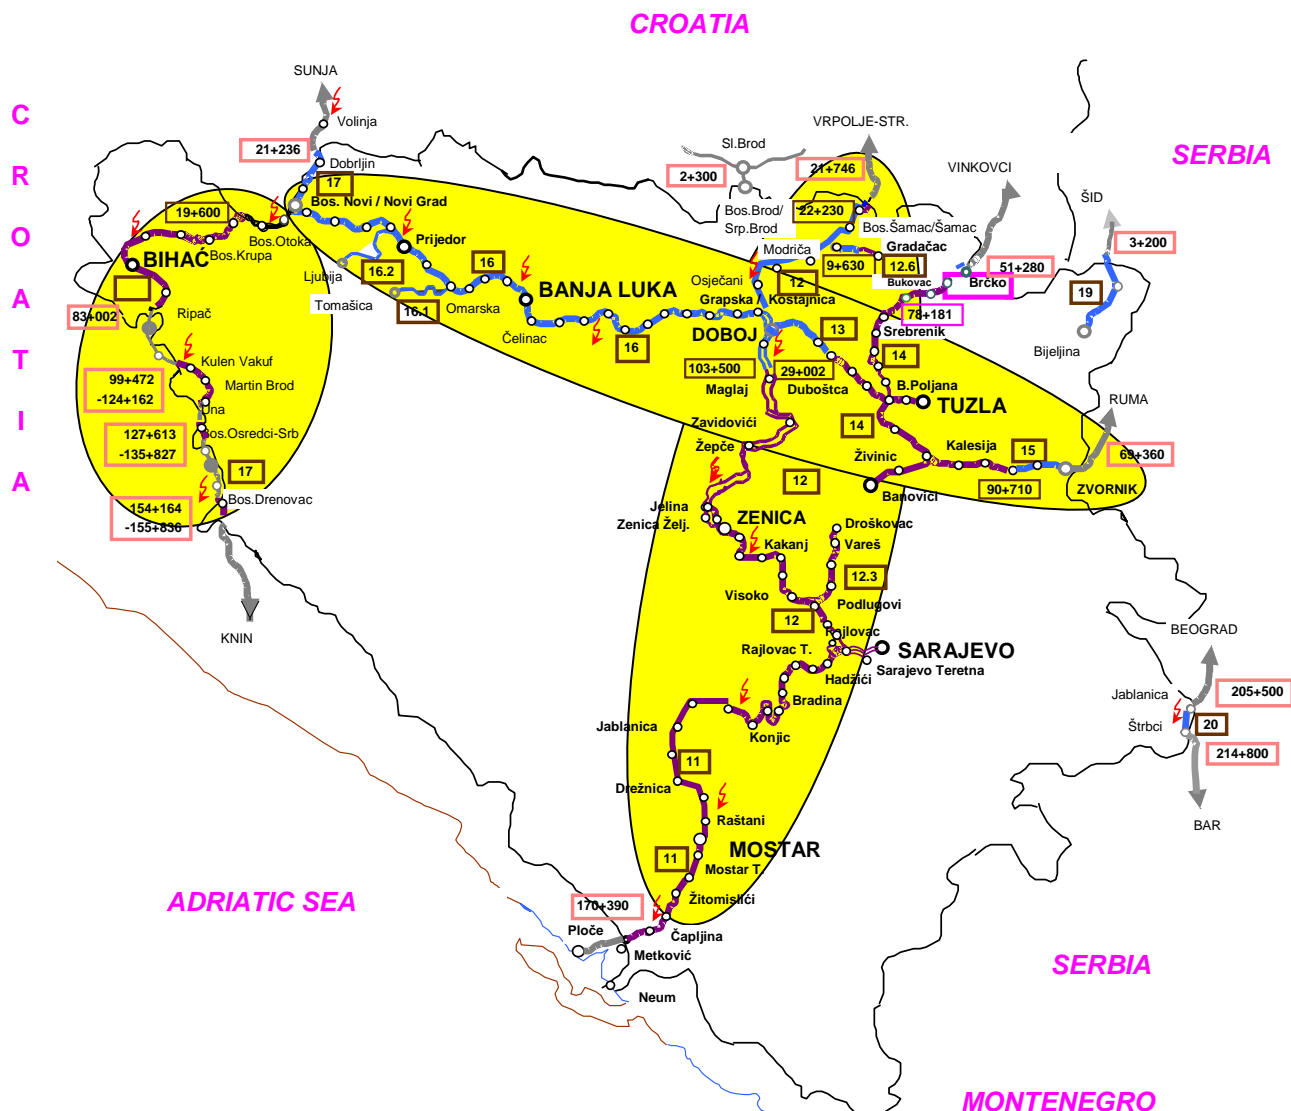 CROATIA
SERBIA
C
R
O
A
T
I
A
SUNJA
Volinja
21+236
Dobrljin
17
Bos. Novi / Novi Grad
19+600
Bos.Otoka
Bos.Krupa
BIHAĆ
83+002
Ripač
Kulen Vakuf
Martin Brod
99+472
-124+162
Una
Bos.Osredci-Srb
127+613
-135+827
17
Bos.Drenovac
154+164
-155+836
KNIN
Prijedor
Ljubija
16.2
Tomašica
16.1
Omarska
16
BANJA LUKA
Čelinac
16
Sl.Brod
2+300
Bos.Brod/
Srp.Brod
VRPOLJE-STR.
21+746
22+230
Bos.Šamac/Šamac
Modriča
Gradačac
9+630
12.6
Osječani
12
Grapska
Kostajnica
DOBOJ
13
103+500
29+002
Maglaj
Duboštca
VINKOVCI
51+280
Brčko
Bukovac
78+181
Srebrenik
14
B.Poljana
TUZLA
ŠID
3+200
19
Bijeljina
RUMA
69+360
Zavidovići
Žepče
14
Živinic
Kalesija
15
90+710
ZVORNIK
Banovići
12
Jelina
Zenica Želj.
ZENICA
Droškovac
Vareš
Kakanj
12.3
Visoko
Podlugovi
12
Rajlovac
Rajlovac T.
SARAJEVO
Sarajevo Teretna
Hadžići
Bradina
Jablanica
Konjic
11
Drežnica
Raštani
MOSTAR
11
Mostar T.
Žitomislići
170+390
Ploče
Čapljina
Metković
Neum
BEOGRAD
Jablanica
205+500
Štrbci
20
214+800
BAR
ADRIATIC SEA
SERBIA
MONTENEGRO